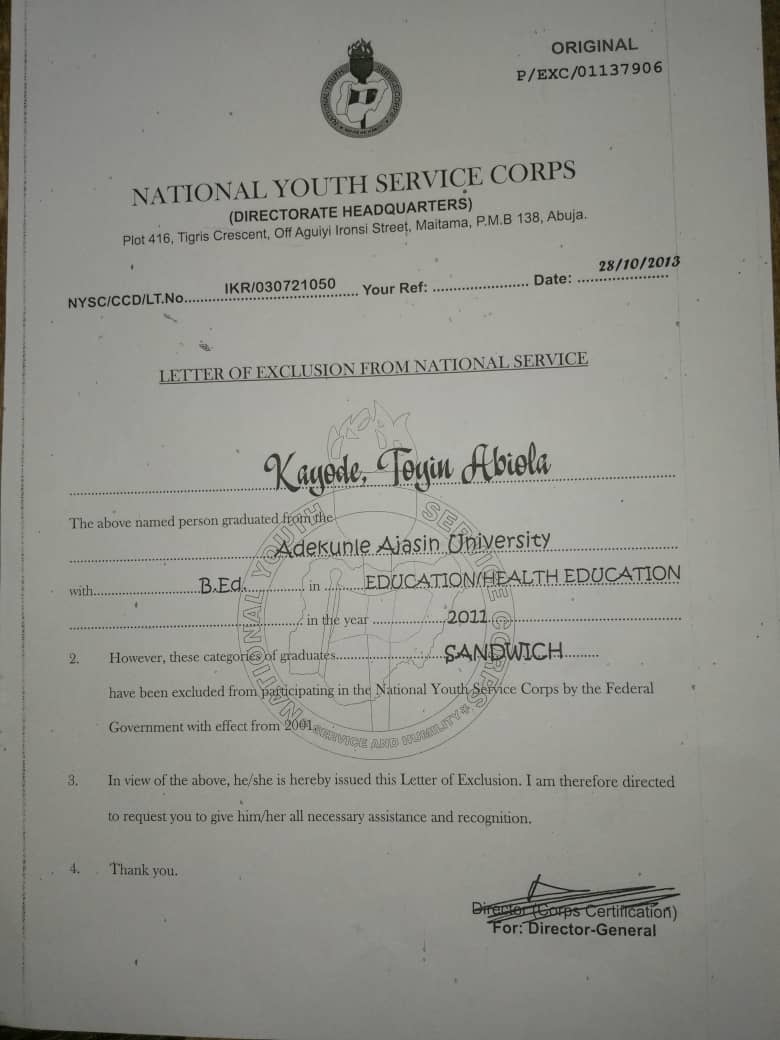 ORIGINAL
P/EXC/01137906
NATIONAL YOUTH SERVICE CORPS
NATIONAL YOUTH SERVICE CORPS
(DIRECTORATE HEADQUARTERS)
Plot 416, Tigris Crescent, Off Aguiyi Ironsi Street, Maitama, P.M.B 138, Abuja.
NYSC/CCD/LT.No....IKR/030721050.... Your Ref: .................... Date: ....28/10/2013....
LETTER OF EXCLUSION FROM NATIONAL SERVICE
Kayode, Toyin Abiola
The above named person graduated from the
Adekunle Ajasin University
with....B.Ed..... in ....EDUCATION/HEALTH EDUCATION
.................... in the year ....2011....
2. However, these categories of graduates....SANDWICH....
have been excluded from participating in the National Youth Service Corps by the Federal
Government with effect from 2001.
NATIONAL YOUTH SERVICE CORPS
SERVICE AND HUMILITY
3. In view of the above, he/she is hereby issued this Letter of Exclusion. I am therefore directed
to request you to give him/her all necessary assistance and recognition.
4. Thank you.
Director (Corps Certification)
For: Director-General